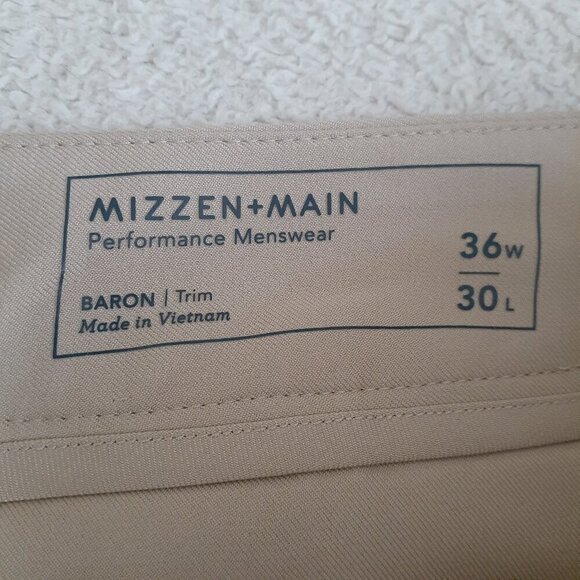 MIZZEN+MAIN
Performance Menswear
36W
30L
BARON | Trim
Made in Vietnam